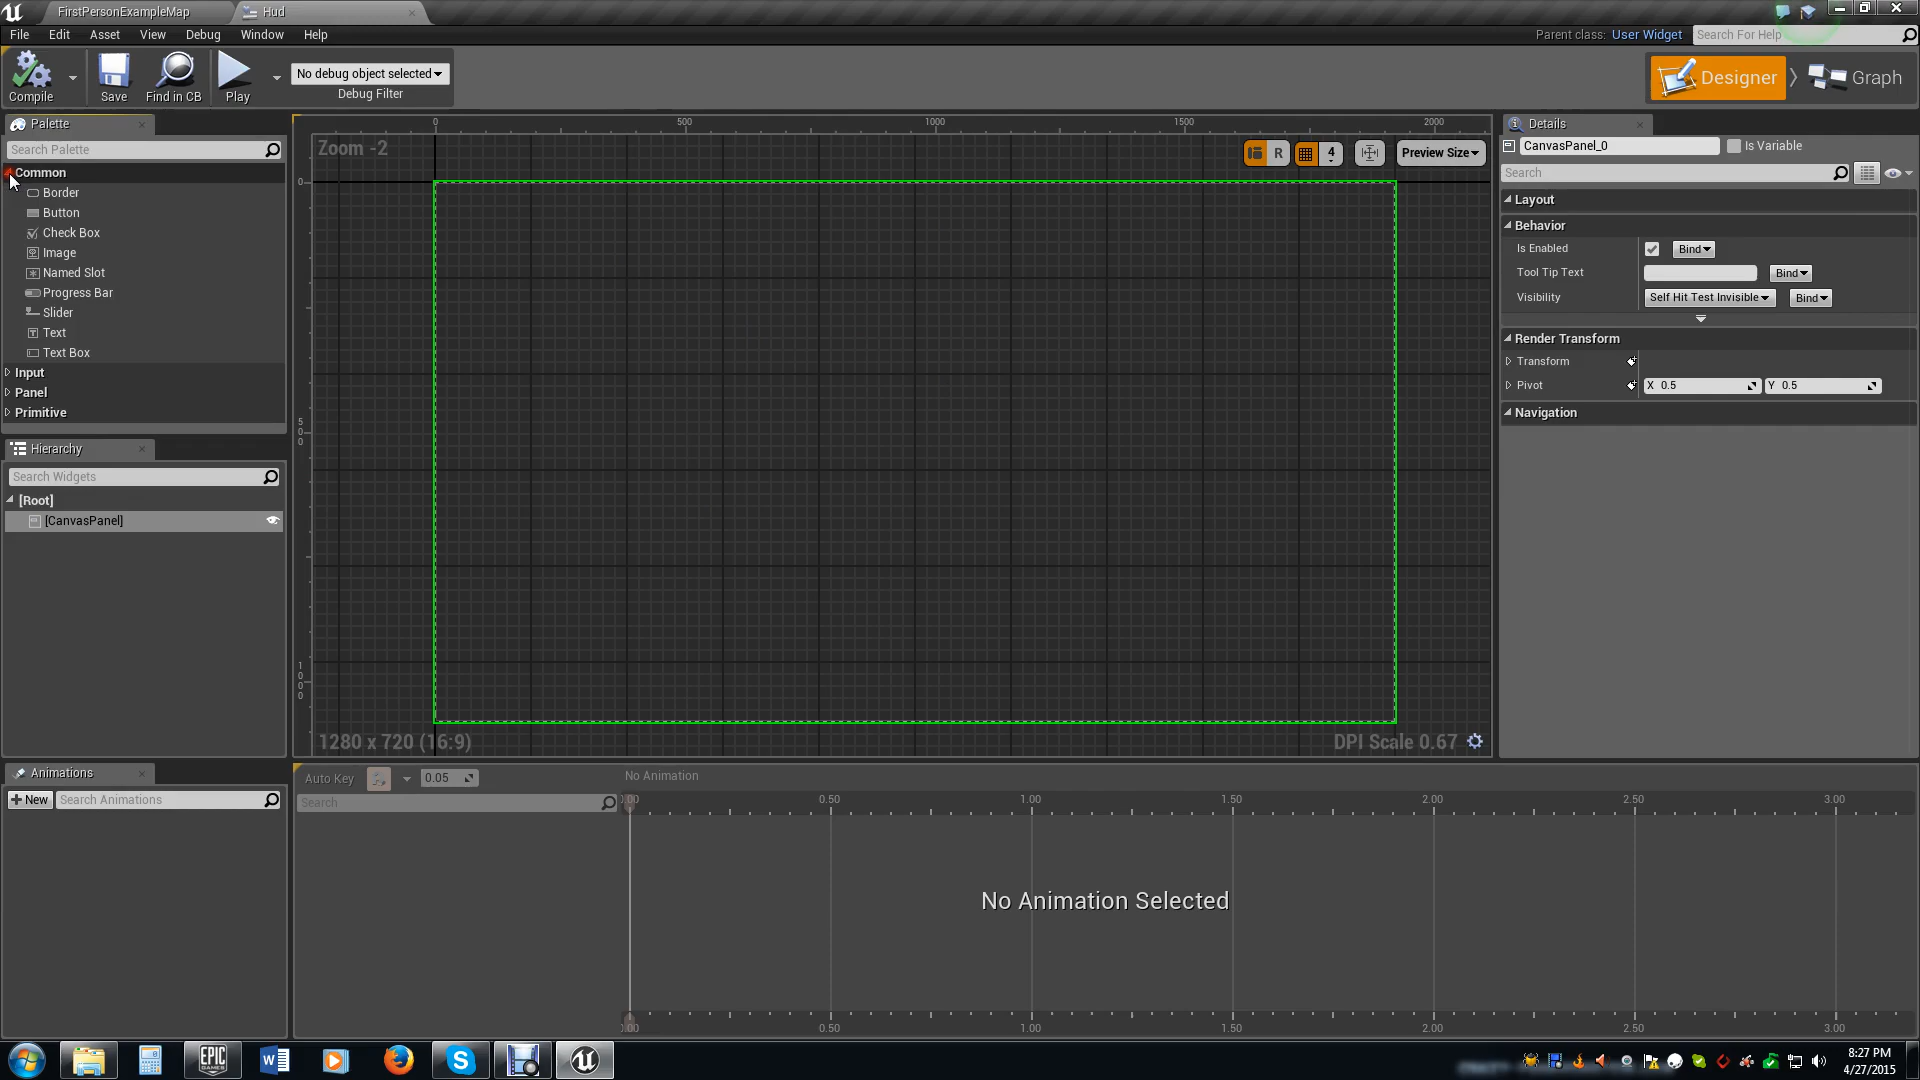 FirstPersonExampleMap
Hud
File Edit Asset View Debug Window Help
Parent class: User Widget Search For Help
Compile Save Find in CB Play
No debug object selected
Debug Filter
Designer Graph
Palette
Search Palette
Common
Border
Button
Check Box
Image
Named Slot
Progress Bar
Slider
Text
Text Box
Input
Panel
Primitive
Hierarchy
Search Widgets
[Root]
[CanvasPanel]
Animations
New Search Animations
0 500 1000 1500 2000
Zoom -2
R 4 Preview Size
0
500
1000
1280 x 720 (16:9)
DPI Scale 0.67
Details
CanvasPanel_0 Is Variable
Search
Layout
Behavior
Is Enabled Bind
Tool Tip Text Bind
Visibility Self Hit Test Invisible Bind
Render Transform
Transform
Pivot X 0.5 Y 0.5
Navigation
Auto Key 0.05 No Animation
Search
0.50 1.00 1.50 2.00 2.50 3.00
No Animation Selected
0.50 1.00 1.50 2.00 2.50 3.00
EPIC GAMES
8:27 PM
4/27/2015